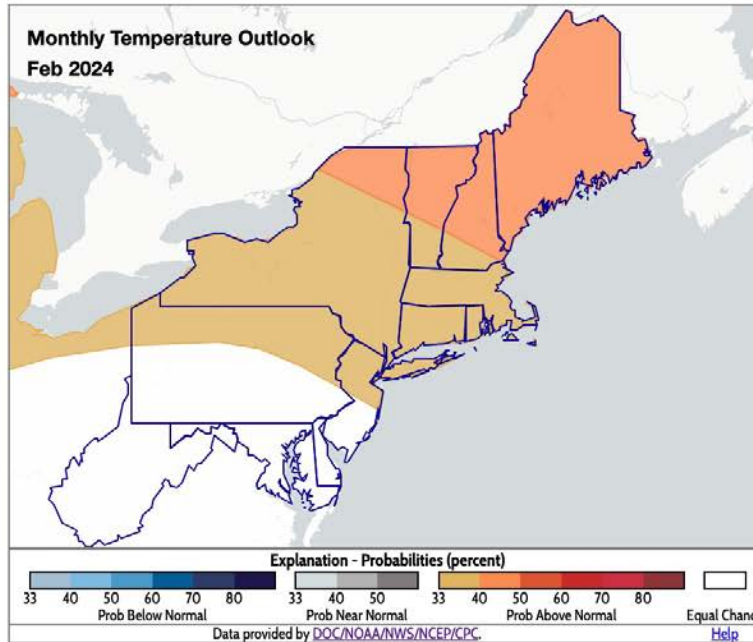 Monthly Temperature Outlook
Feb 2024
Explanation - Probabilities (percent)
33 40 50 60 70 80 33 40 50 33 40 50 60 70 80
Prob Below Normal Prob Near Normal Prob Above Normal Equal Chanc
Data provided by DOC/NOAA/NWS/NCEP/CPC. Help